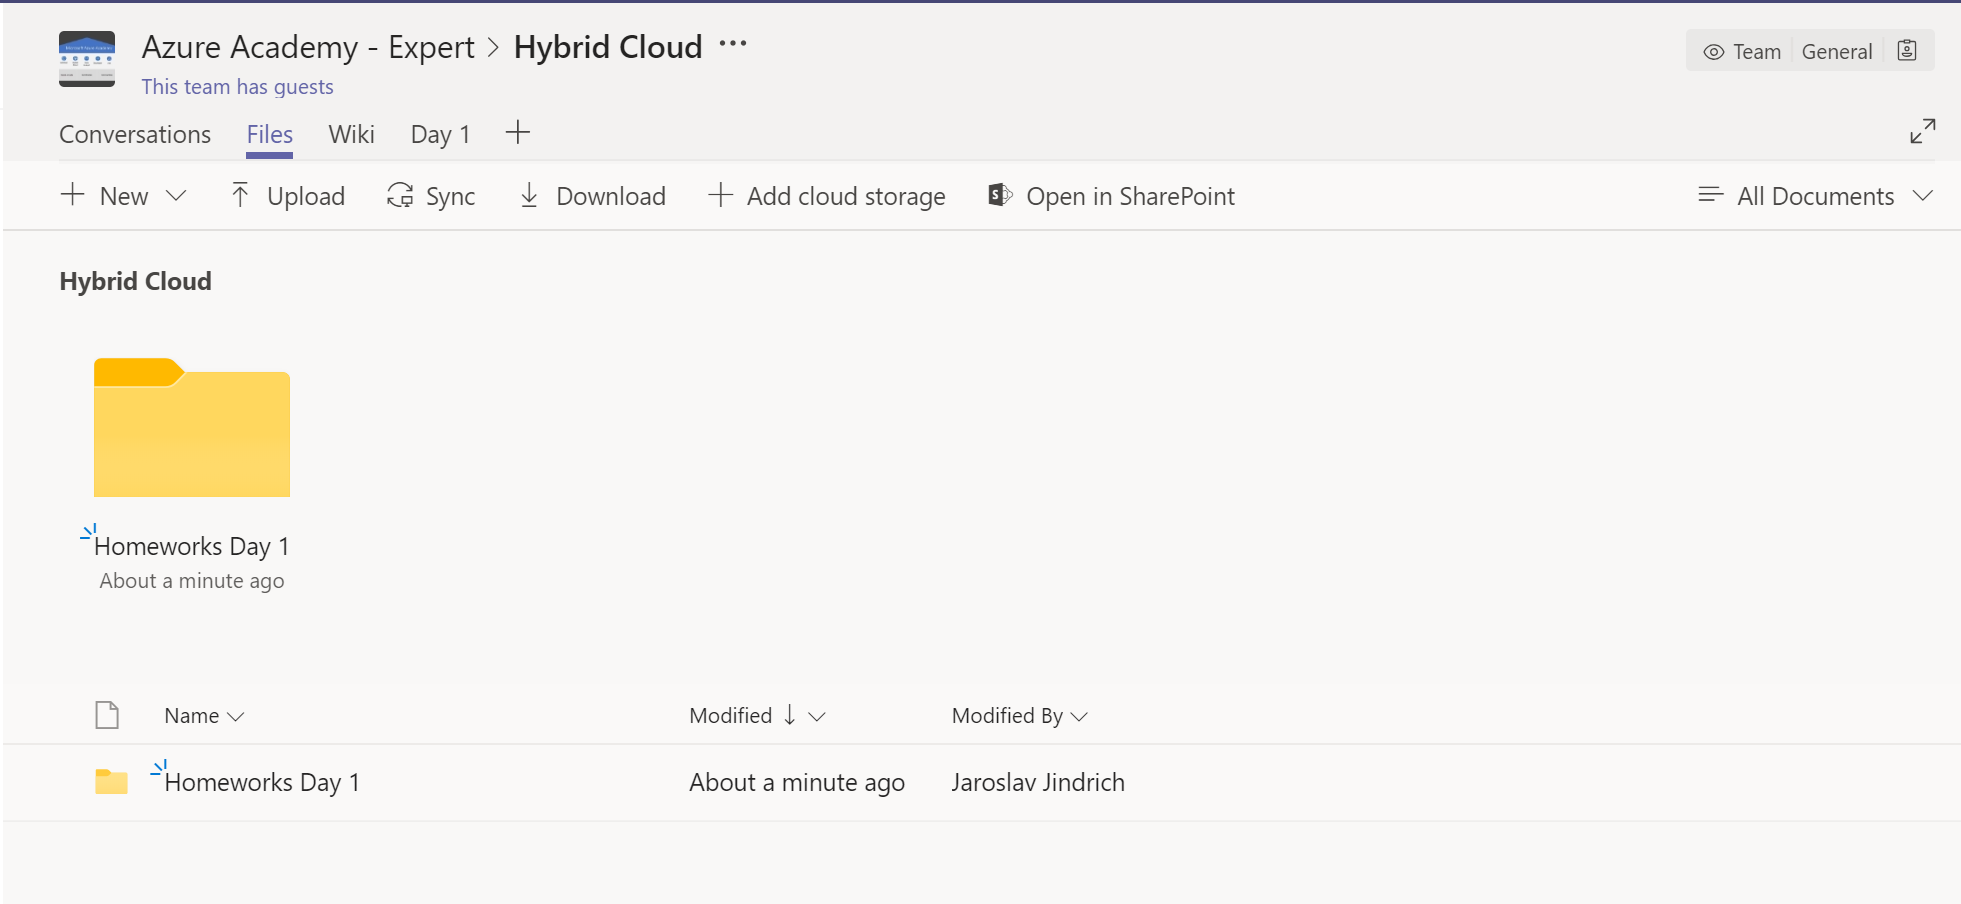 Azure Academy - Expert > Hybrid Cloud ···
Team General
This team has guests
Conversations Files Wiki Day 1
New Upload Sync Download Add cloud storage Open in SharePoint All Documents
Hybrid Cloud
Homeworks Day 1
About a minute ago
Name Modified Modified By
Homeworks Day 1 About a minute ago Jaroslav Jindrich